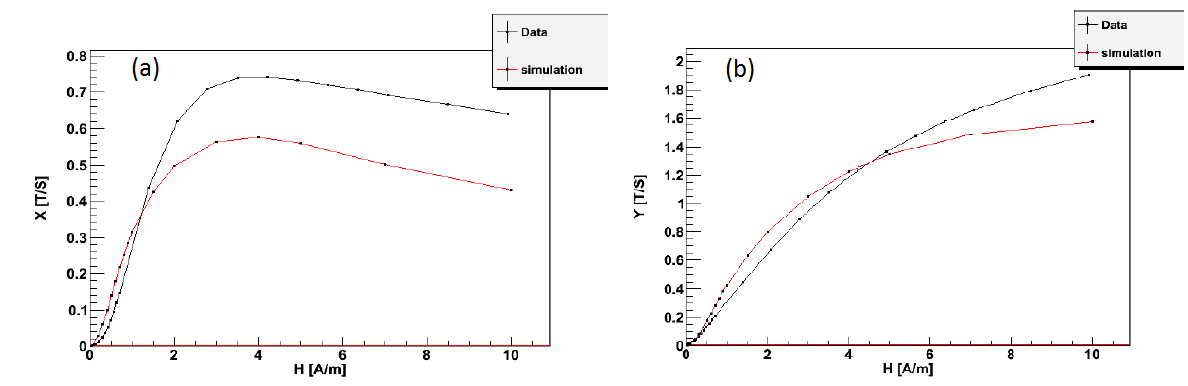 Data
simulation
(a)
0.8
0.7
0.6
0.5
0.4
0.3
0.2
0.1
0
X [T/S]
0 2 4 6 8 10
H [A/m]
Data
simulation
(b)
2
1.8
1.6
1.4
1.2
1
0.8
0.6
0.4
0.2
0
Y [T/S]
0 2 4 6 8 10
H [A/m]